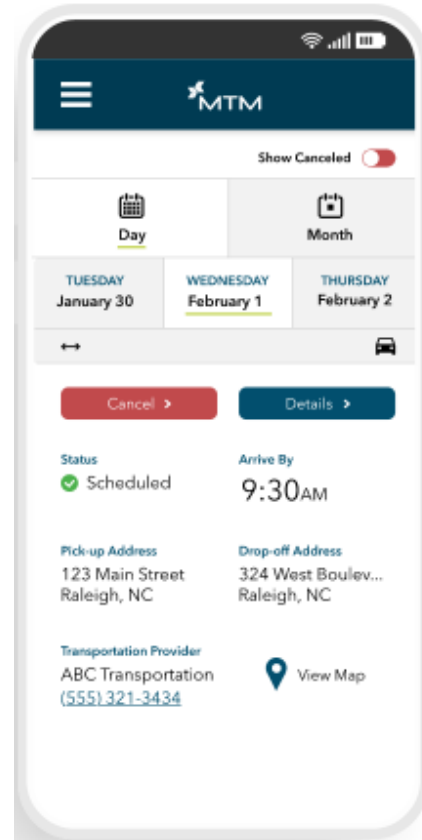 MTM
Show Canceled
Day
Month
TUESDAY
January 30
WEDNESDAY
February 1
THURSDAY
February 2
Cancel >
Details >
Status
Scheduled
Arrive By
9:30AM
Pick-up Address
123 Main Street
Raleigh, NC
Drop-off Address
324 West Boulev...
Raleigh, NC
Transportation Provider
ABC Transportation
(555) 321-3434
View Map